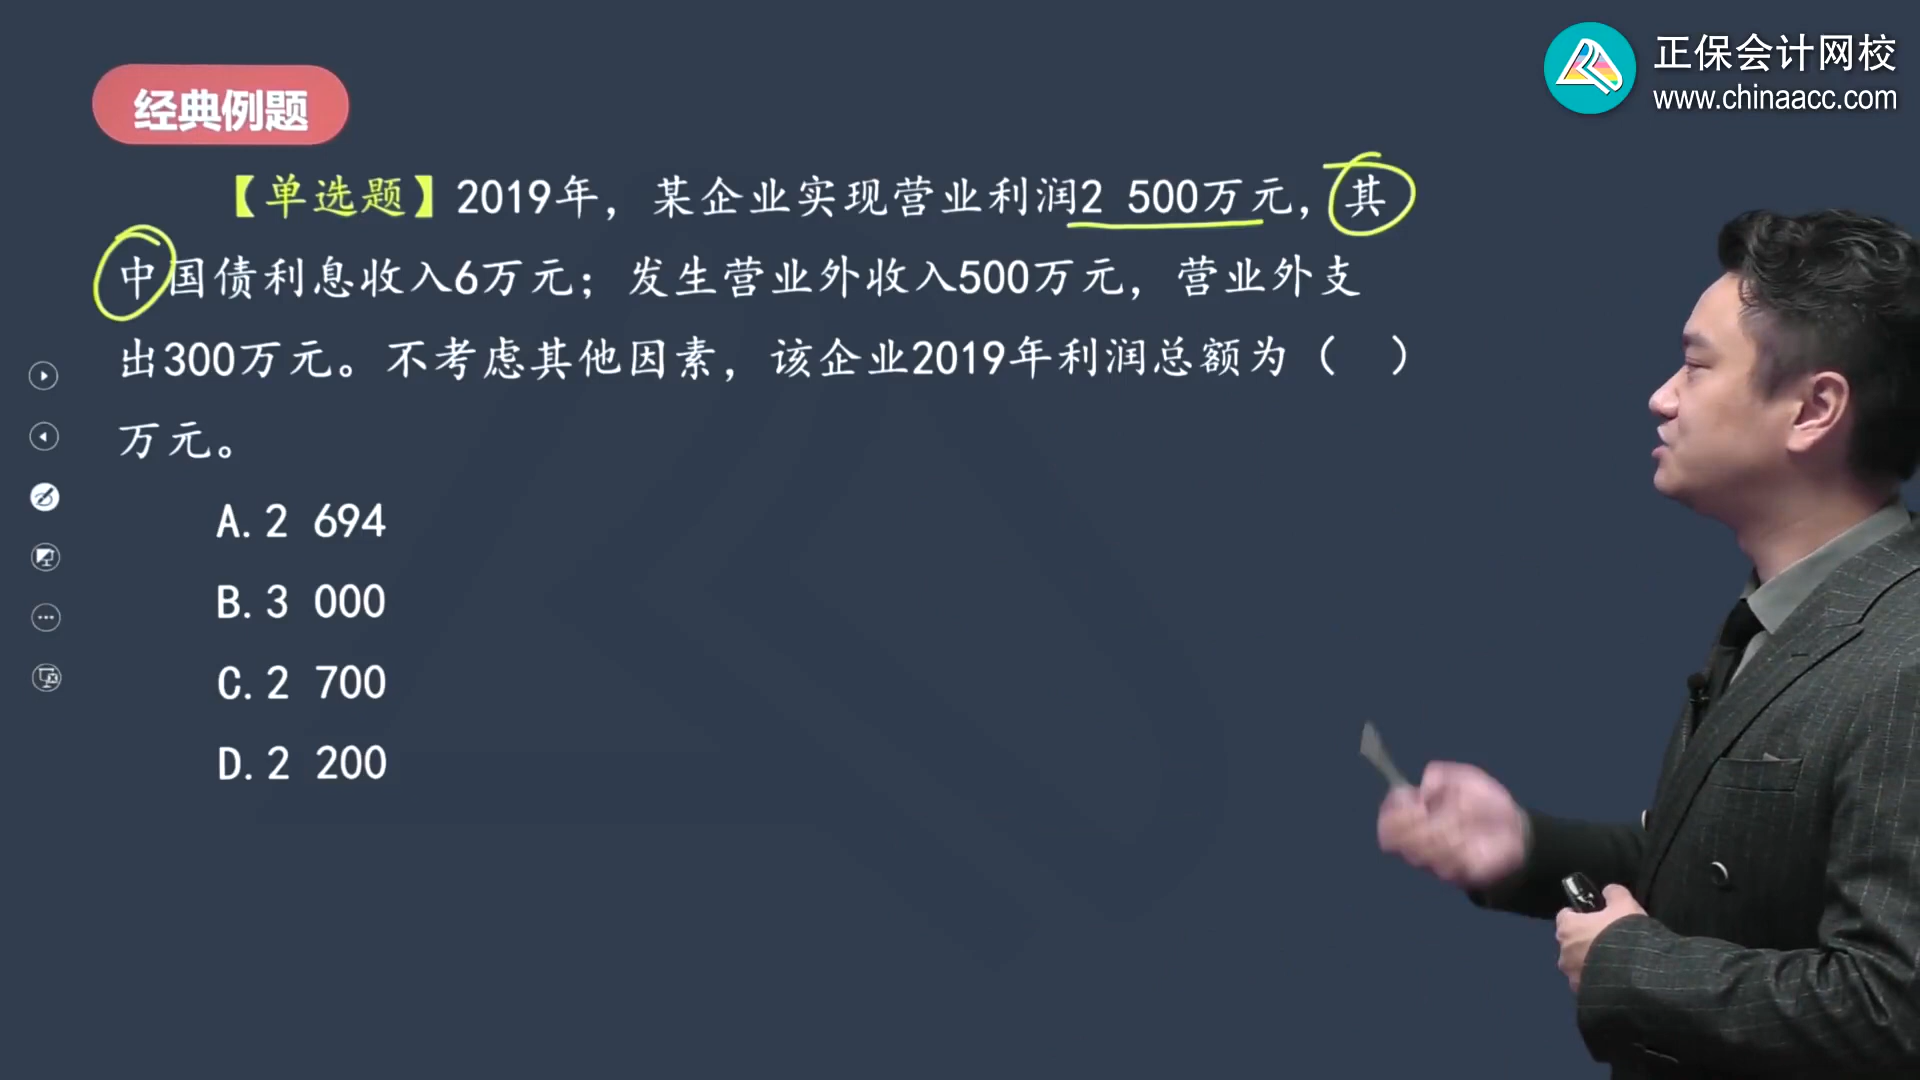 正保会计网校
www.chinaacc.com
经典例题
【单选题】2019年，某企业实现营业利润2 500万元，其
中国债利息收入6万元；发生营业外收入500万元，营业外支
出300万元。不考虑其他因素，该企业2019年利润总额为（ ）
万元。
A.2 694
B.3 000
C.2 700
D.2 200